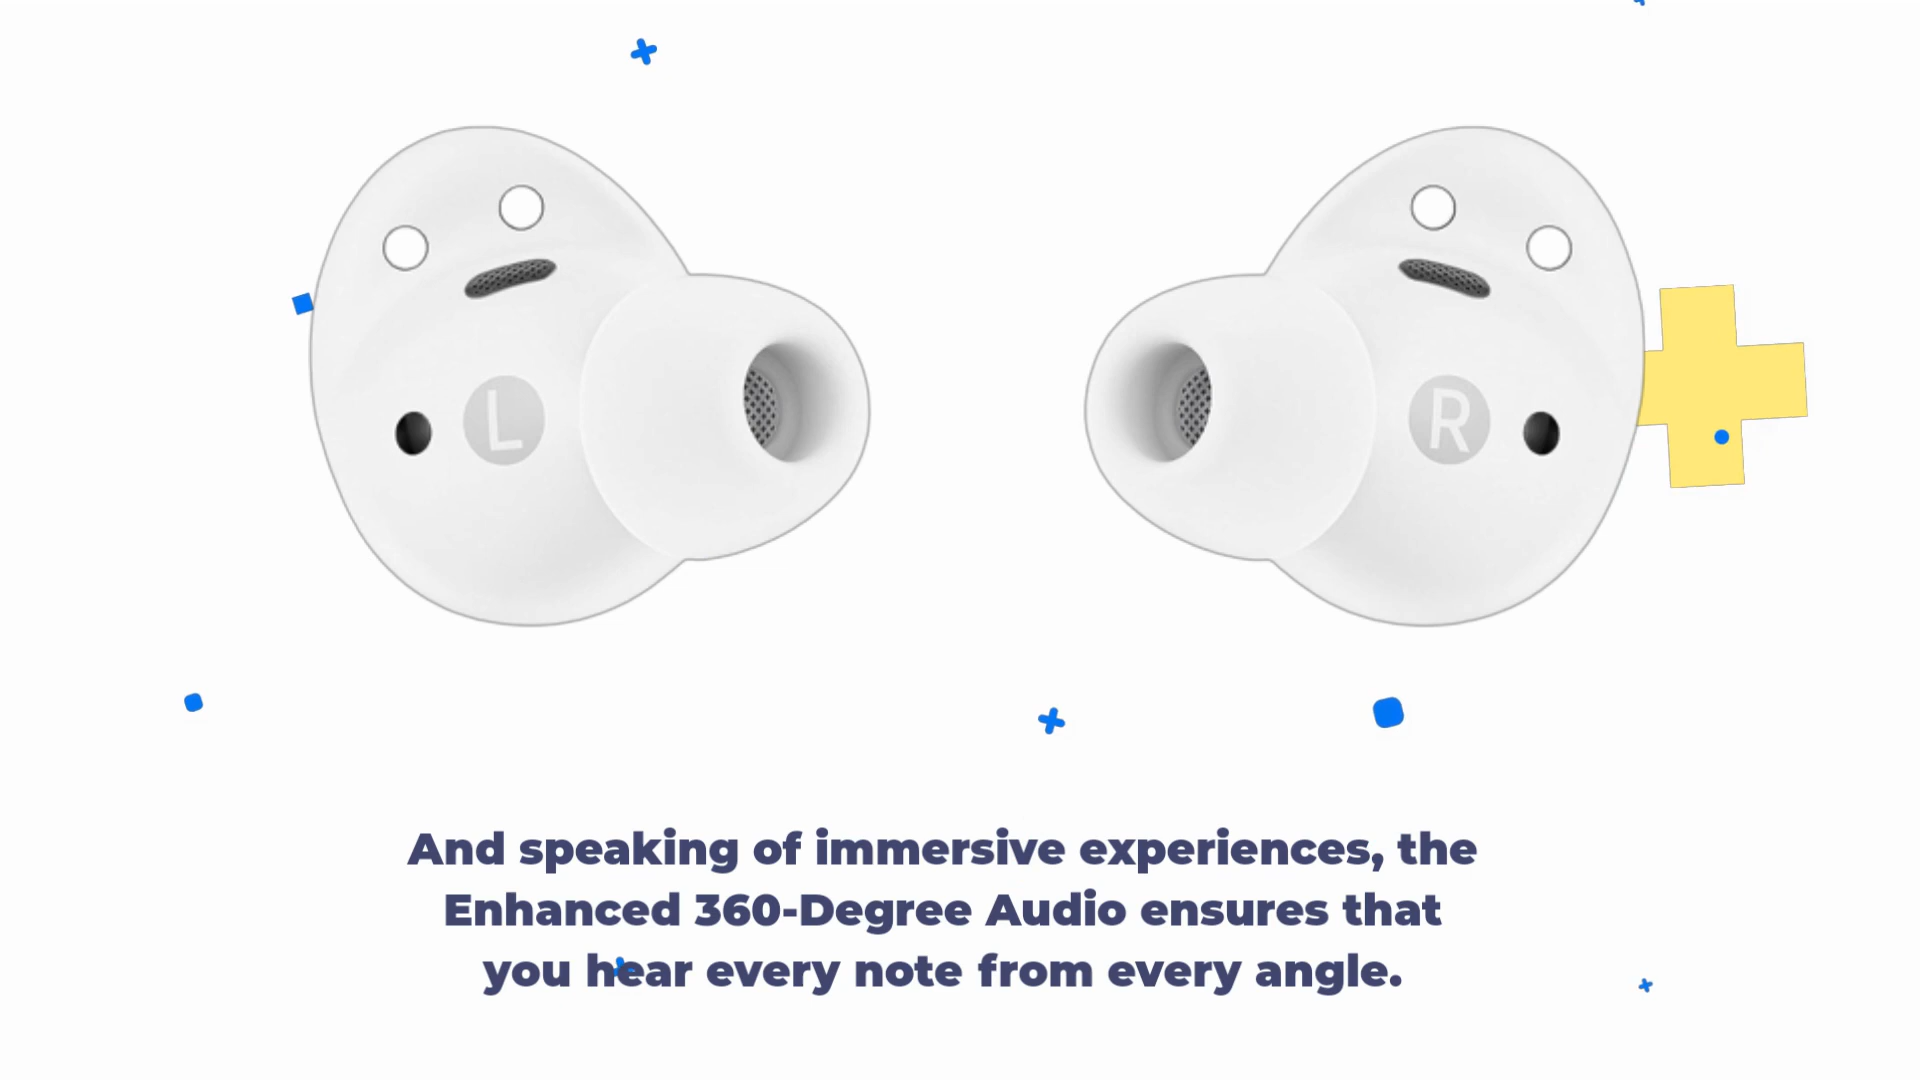 L
R
And speaking of immersive experiences, the
Enhanced 360-Degree Audio ensures that
you hear every note from every angle.